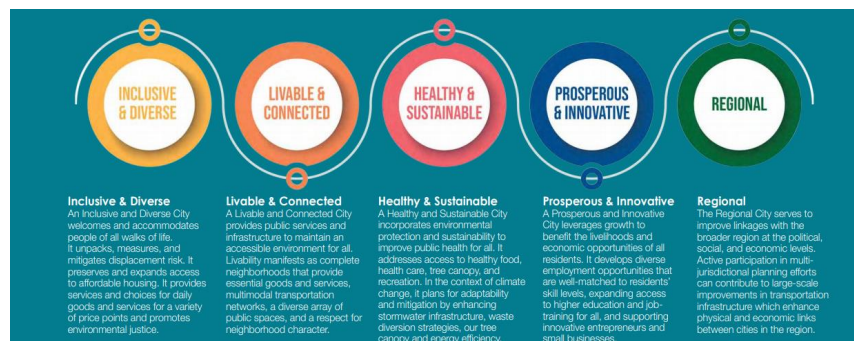 INCLUSIVE
& DIVERSE
LIVABLE &
CONNECTED
HEALTHY &
SUSTAINABLE
PROSPEROUS
& INNOVATIVE
REGIONAL
Inclusive & Diverse
An Inclusive and Diverse City
welcomes and accommodates
people of all walks of life.
It unpacks, measures, and
mitigates displacement risk. It
preserves and expands access
to affordable housing. It provides
services and choices for daily
goods and services for a variety
of price points and promotes
environmental justice.
Livable & Connected
A Livable and Connected City
provides public services and
infrastructure to maintain an
accessible environment for all.
Livability manifests as complete
neighborhoods that provide
essential goods and services,
multimodal transportation
networks, a diverse array of
public spaces, and a respect for
neighborhood character.
Healthy & Sustainable
A Healthy and Sustainable City
incorporates environmental
protection and sustainability to
improve public health for all. It
addresses access to healthy food,
health care, tree canopy, and
recreation. In the context of climate
change, it plans for adaptability
and mitigation by enhancing
stormwater infrastructure, waste
diversion strategies, our tree
canopy and energy efficiency.
Prosperous & Innovative
A Prosperous and Innovative
City leverages growth to
benefit the livelihoods and
economic opportunities of all
residents. It develops diverse
employment opportunities that
are well-matched to residents'
skill levels, expanding access
to higher education and job-
training for all, and supporting
innovative entrepreneurs and
small businesses.
Regional
The Regional City serves to
improve linkages with the
broader region at the political,
social, and economic levels.
Active participation in multi-
jurisdictional planning efforts
can contribute to large-scale
improvements in transportation
infrastructure which enhance
physical and economic links
between cities in the region.